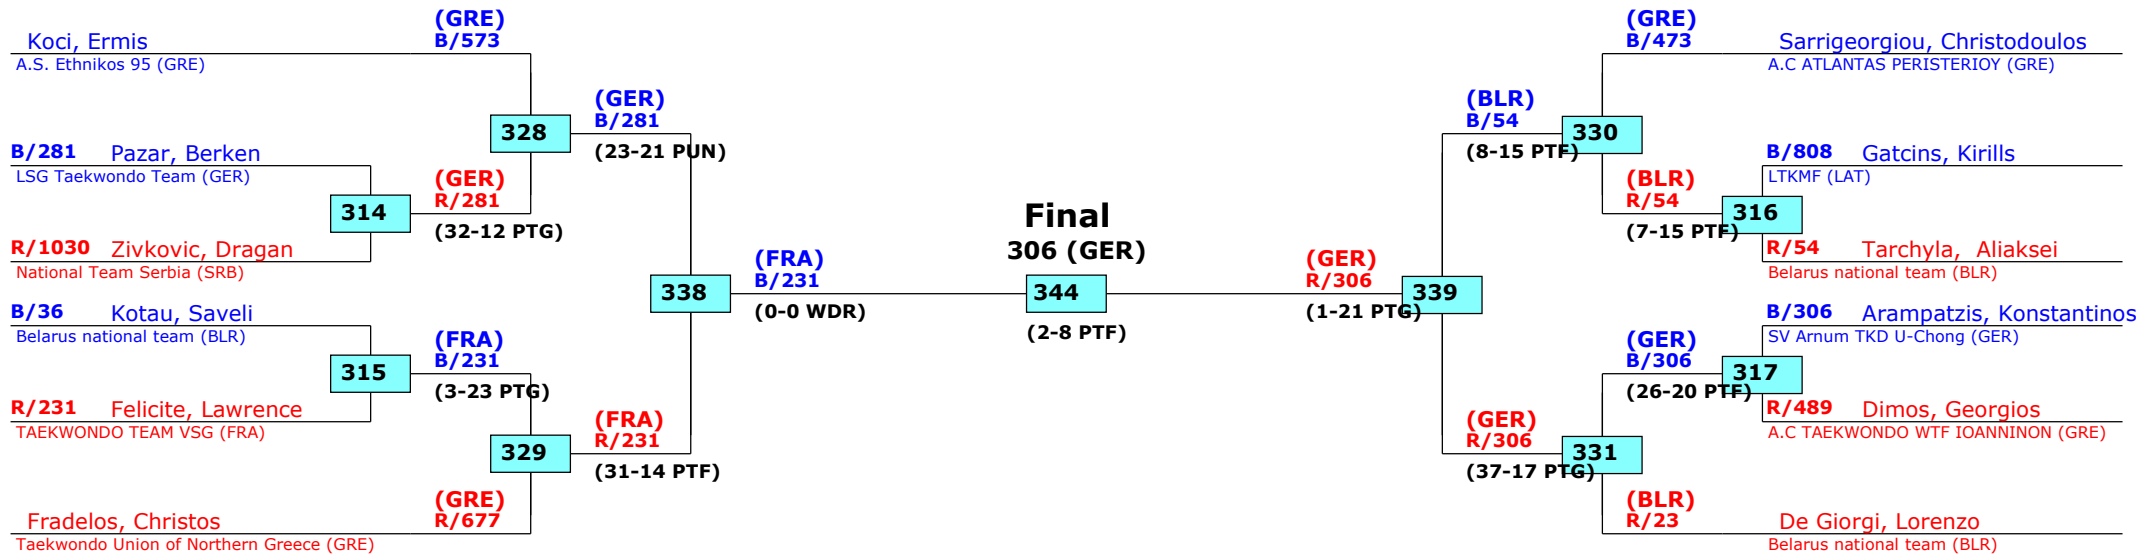 (GRE)
B/573
Koci, Ermis
A.S. Ethnikos 95 (GRE)
328
(GER)
B/281
(23-21 PUN)
B/281 Pazar, Berken
LSG Taekwondo Team (GER)
314
(GER)
R/281
(32-12 PTG)
R/1030 Zivkovic, Dragan
National Team Serbia (SRB)
338
(FRA)
B/231
(0-0 WDR)
B/36 Kotau, Saveli
Belarus national team (BLR)
315
(FRA)
B/231
(3-23 PTG)
R/231 Felicite, Lawrence
TAEKWONDO TEAM VSG (FRA)
329
(FRA)
R/231
(31-14 PTF)
(GRE)
R/677
Fradelos, Christos
Taekwondo Union of Northern Greece (GRE)
Final
306 (GER)
344
(2-8 PTF)
(GRE)
B/473
Sarrigeorgiou, Christodoulos
A.C ATLANTAS PERISTERIOY (GRE)
(BLR)
B/54
330
(8-15 PTF)
B/808 Gatcins, Kirills
LTKMF (LAT)
(BLR)
R/54
316
(7-15 PTF)
R/54 Tarchyla, Aliaksei
Belarus national team (BLR)
(GER)
R/306
339
(1-21 PTG)
B/306 Arampatzis, Konstantinos
SV Arnum TKD U-Chong (GER)
(GER)
B/306
317
(26-20 PTF)
R/489 Dimos, Georgios
A.C TAEKWONDO WTF IOANNINON (GRE)
(GER)
R/306
331
(37-17 PTG)
(BLR)
R/23
De Giorgi, Lorenzo
Belarus national team (BLR)